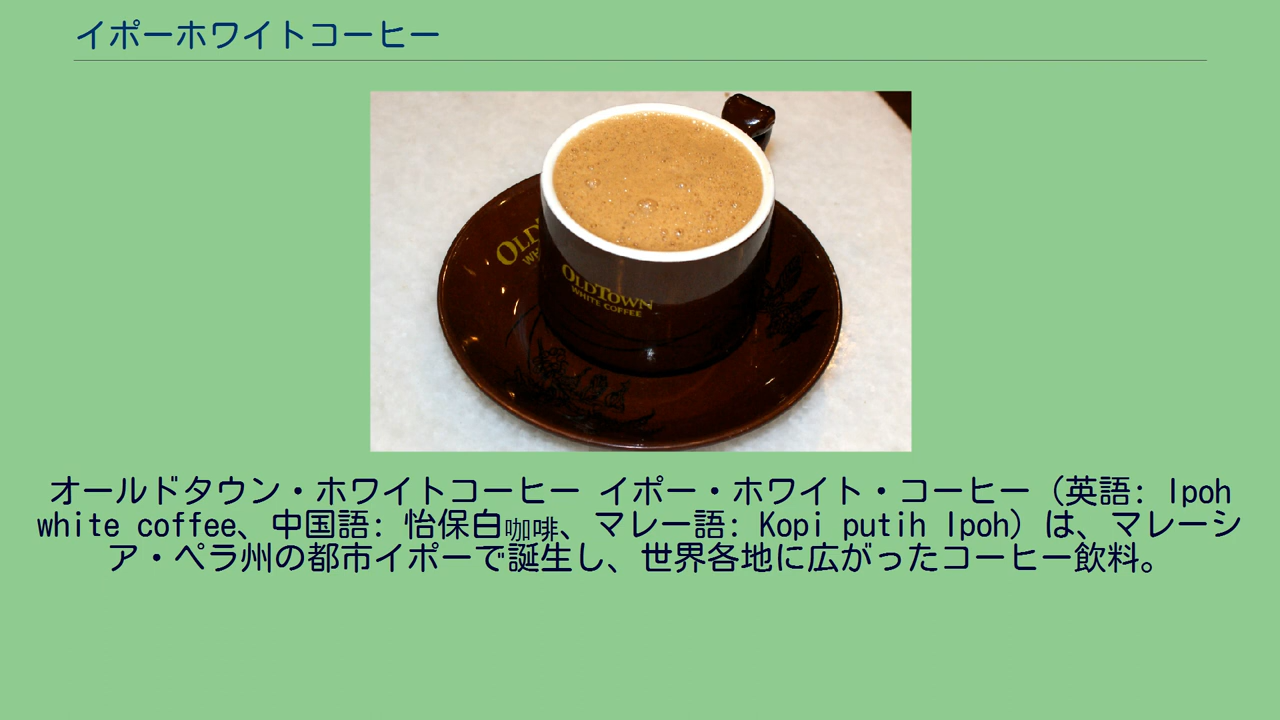 イポーホワイトコーヒー
OLD
WH
OLDTOWN
WHITE COFFEE
オールドタウン・ホワイトコーヒー イポー・ホワイト・コーヒー（英語: Ipoh
white coffee、中国語: 怡保白咖啡、マレー語: Kopi putih Ipoh）は、マレーシ
ア・ペラ州の都市イポーで誕生し、世界各地に広がったコーヒー飲料。